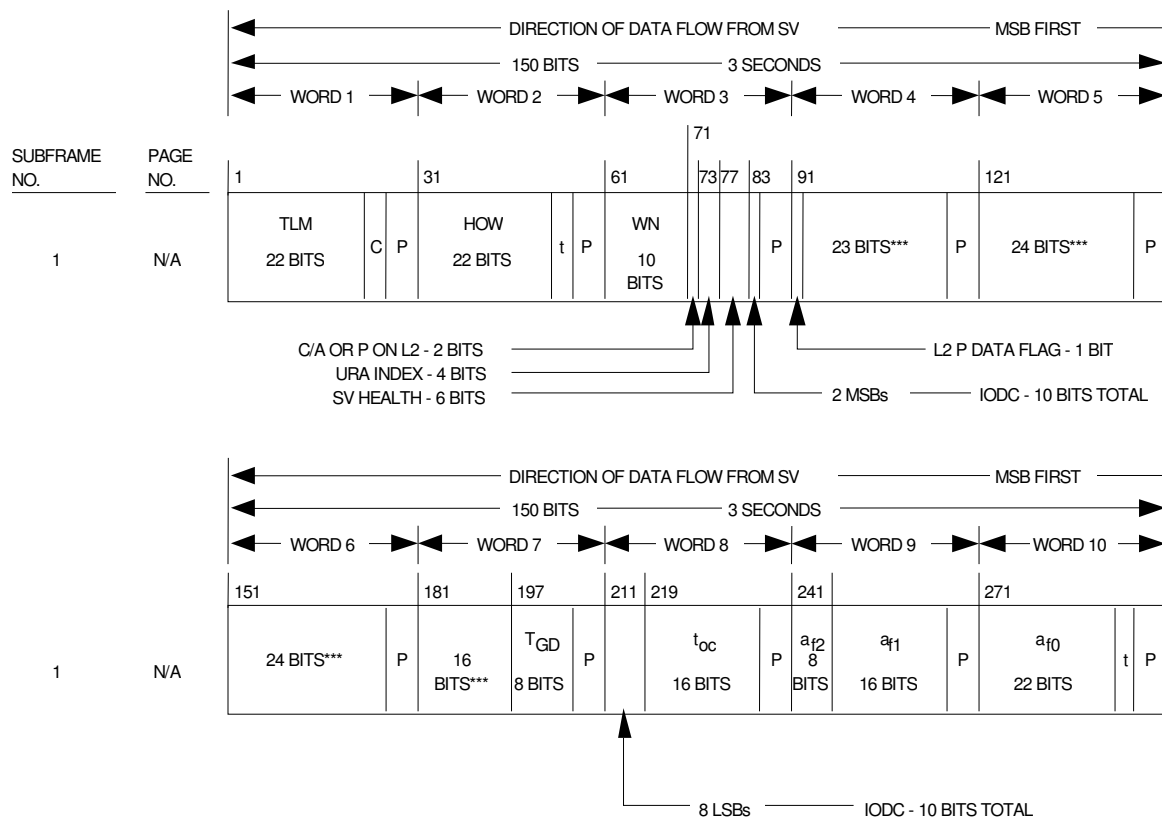 DIRECTION OF DATA FLOW FROM SV MSB FIRST
150 BITS 3 SECONDS
WORD 1 WORD 2 WORD 3 WORD 4 WORD 5
SUBFRAME NO. PAGE NO.
71
1 31 61 73 77 83 91 121
TLM HOW WN
1 N/A 22 BITS C P 22 BITS t P 10 BITS P 23 BITS*** P 24 BITS*** P
C/A OR P ON L2 - 2 BITS L2 P DATA FLAG - 1 BIT
URA INDEX - 4 BITS
SV HEALTH - 6 BITS 2 MSBs IODC - 10 BITS TOTAL
DIRECTION OF DATA FLOW FROM SV MSB FIRST
150 BITS 3 SECONDS
WORD 6 WORD 7 WORD 8 WORD 9 WORD 10
151 181 197 211 219 241 271
1 N/A 24 BITS*** P 16 BITS*** TGD 8 BITS P toc 16 BITS P af2 8 BITS af1 16 BITS P af0 22 BITS t P
8 LSBs IODC - 10 BITS TOTAL